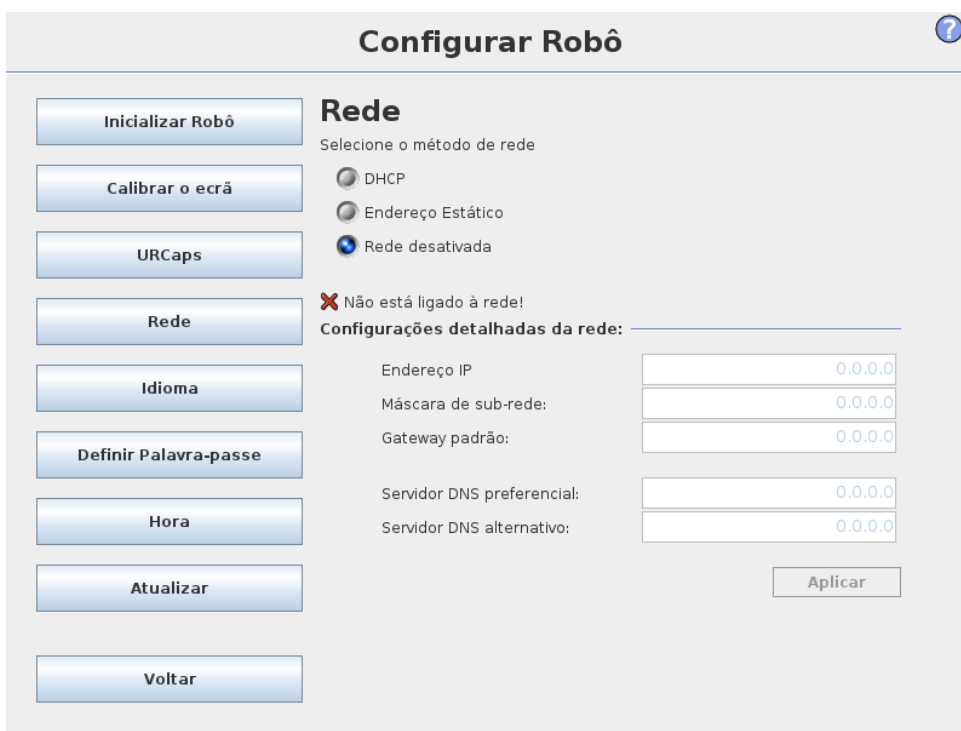 Configurar Robô
?
Inicializar Robô
Calibrar o ecrã
URCaps
Rede
Idioma
Definir Palavra-passe
Hora
Atualizar
Voltar
Rede
Selecione o método de rede
DHCP
Endereço Estático
Rede desativada
Não está ligado à rede!
Configurações detalhadas da rede:
Endereço IP 0.0.0.0
Máscara de sub-rede: 0.0.0.0
Gateway padrão: 0.0.0.0
Servidor DNS preferencial: 0.0.0.0
Servidor DNS alternativo: 0.0.0.0
Aplicar